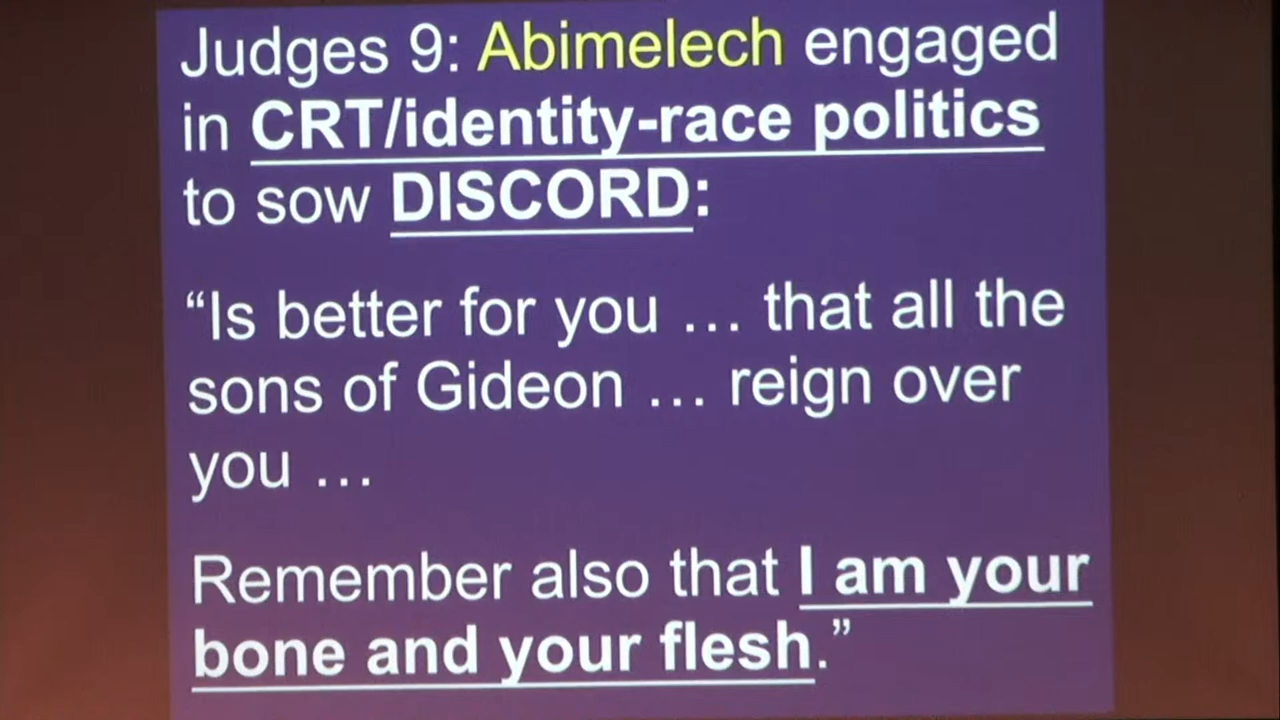 Judges 9: Abimelech engaged
in CRT/identity-race politics
to sow DISCORD:
“Is better for you … that all the
sons of Gideon … reign over
you …
Remember also that I am your
bone and your flesh.”